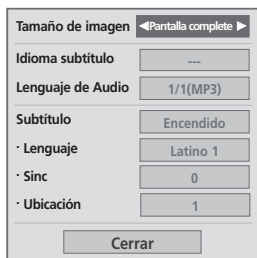 Tamaño de imagen ◀Pantalla complete ▶
Idioma subtítulo ---
Lenguaje de Audio 1/1(MP3)
Subtítulo Encendido
· Lenguaje Latino 1
· Sinc 0
· Ubicación 1
Cerrar